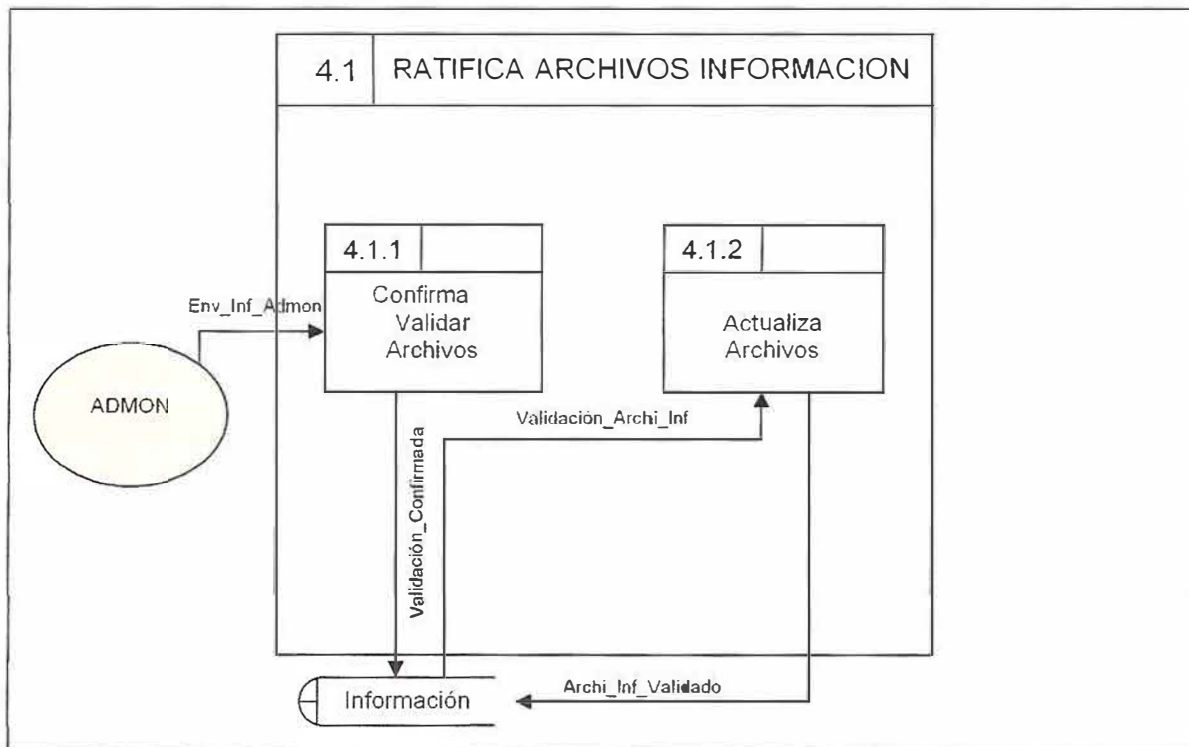 4.1 RATIFICA ARCHIVOS INFORMACION
4.1.1
4.1.2
Env_Inf_Admon
Confirma
Validar
Archivos
Actualiza
Archivos
ADMON
Validación_Archi_Inf
Validación_Confirmada
Información
Archi_Inf_Validado